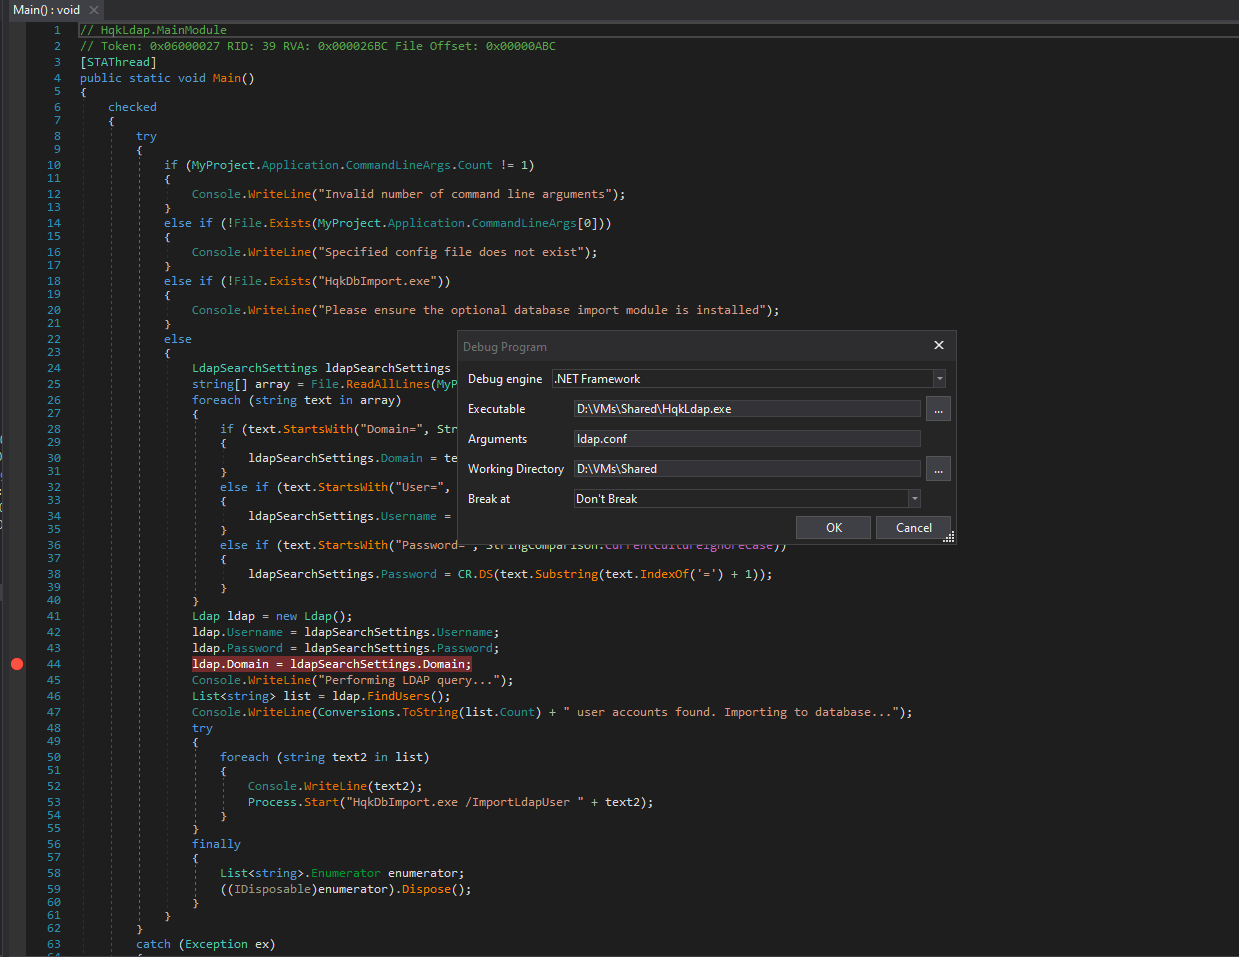 Main() : void
1 // HqkLdap.MainModule
2 // Token: 0x06000027 RID: 39 RVA: 0x000026BC File Offset: 0x00000ABC
3 [STAThread]
4 public static void Main()
5 {
6 checked
7 {
8 try
9 {
10 if (MyProject.Application.CommandLineArgs.Count != 1)
11 {
12 Console.WriteLine("Invalid number of command line arguments");
13 }
14 else if (!File.Exists(MyProject.Application.CommandLineArgs[0]))
15 {
16 Console.WriteLine("Specified config file does not exist");
17 }
18 else if (!File.Exists("HqkDbImport.exe"))
19 {
20 Console.WriteLine("Please ensure the optional database import module is installed");
21 }
22 else
23 {
24 LdapSearchSettings ldapSearchSettings
25 string[] array = File.ReadAllLines(MyP
26 foreach (string text in array)
27 {
28 if (text.StartsWith("Domain=", Str
29 {
30 ldapSearchSettings.Domain = te
31 }
32 else if (text.StartsWith("User=",
33 {
34 ldapSearchSettings.Username =
35 }
36 else if (text.StartsWith("Password=", StringComparison.CurrentCultureIgnoreCase))
37 {
38 ldapSearchSettings.Password = CR.DS(text.Substring(text.IndexOf('=') + 1));
39 }
40 }
41 Ldap ldap = new Ldap();
42 ldap.Username = ldapSearchSettings.Username;
43 ldap.Password = ldapSearchSettings.Password;
44 ldap.Domain = ldapSearchSettings.Domain;
45 Console.WriteLine("Performing LDAP query...");
46 List<string> list = ldap.FindUsers();
47 Console.WriteLine(Conversions.ToString(list.Count) + " user accounts found. Importing to database...");
48 try
49 {
50 foreach (string text2 in list)
51 {
52 Console.WriteLine(text2);
53 Process.Start("HqkDbImport.exe /ImportLdapUser " + text2);
54 }
55 }
56 finally
57 {
58 List<string>.Enumerator enumerator;
59 ((IDisposable)enumerator).Dispose();
60 }
61 }
62 }
63 catch (Exception ex)
Debug Program
Debug engine .NET Framework
Executable D:\VMs\Shared\HqkLdap.exe ...
Arguments ldap.conf
Working Directory D:\VMs\Shared ...
Break at Don't Break
OK Cancel